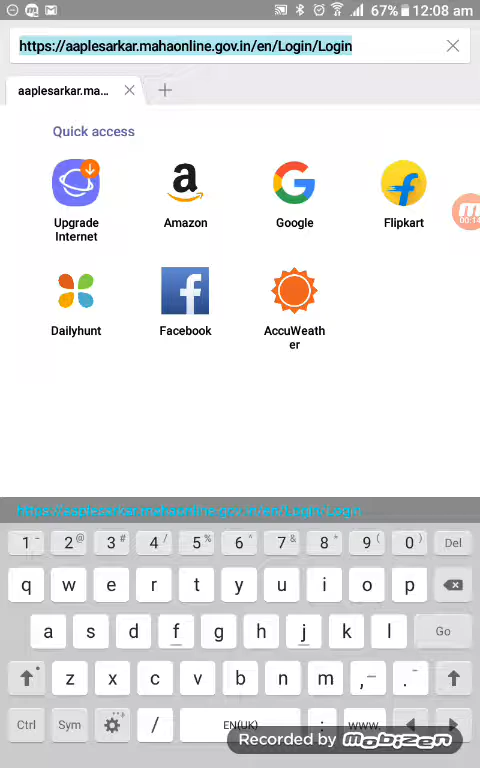 67% 12:08 am
https://aaplesarkar.mahaonline.gov.in/en/Login/Login
aaplesarkar.ma...
Quick access
Upgrade Internet
Amazon
Google
Flipkart
00:14
Dailyhunt
Facebook
AccuWeath
er
https://aaplesarkar.mahaonline.gov.in/en/Login/Login
1 - 2 @ 3 # 4 / 5 % 6 ^ 7 & 8 * 9 ( 0 ) Del
q w e r t y u i o p
a s d f g h j k l Go
z x c v b n m , .
Ctrl Sym / EN(UK) : www.
Recorded by MOBIZEN